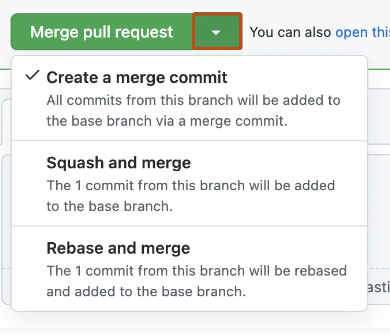 Merge pull request
You can also open this
Create a merge commit
All commits from this branch will be added to
the base branch via a merge commit.
Squash and merge
The 1 commit from this branch will be added
to the base branch.
Rebase and merge
The 1 commit from this branch will be rebased
and added to the base branch.